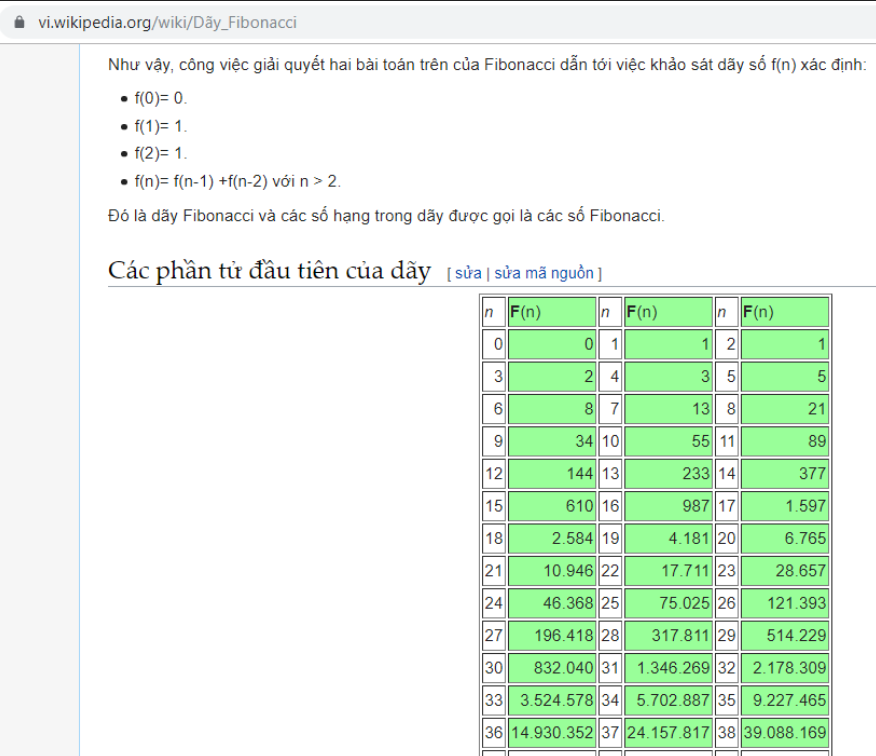 vi.wikipedia.org/wiki/Dãy_Fibonacci
Như vậy, công việc giải quyết hai bài toán trên của Fibonacci dẫn tới việc khảo sát dãy số f(n) xác định:
• f(0)= 0.
• f(1)= 1.
• f(2)= 1.
• f(n)= f(n-1) +f(n-2) với n > 2.
Đó là dãy Fibonacci và các số hạng trong dãy được gọi là các số Fibonacci.
Các phần tử đầu tiên của dãy [ sửa | sửa mã nguồn ]
n F(n) n F(n) n F(n)
0 0 1 1 2 1
3 2 4 3 5 5
6 8 7 13 8 21
9 34 10 55 11 89
12 144 13 233 14 377
15 610 16 987 17 1.597
18 2.584 19 4.181 20 6.765
21 10.946 22 17.711 23 28.657
24 46.368 25 75.025 26 121.393
27 196.418 28 317.811 29 514.229
30 832.040 31 1.346.269 32 2.178.309
33 3.524.578 34 5.702.887 35 9.227.465
36 14.930.352 37 24.157.817 38 39.088.169